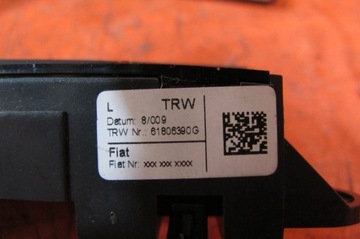 L TRW
Datum: 8/009
TRW Nr.: 61806390G
Fiat
Fiat Nr: xxx xxx xxxx